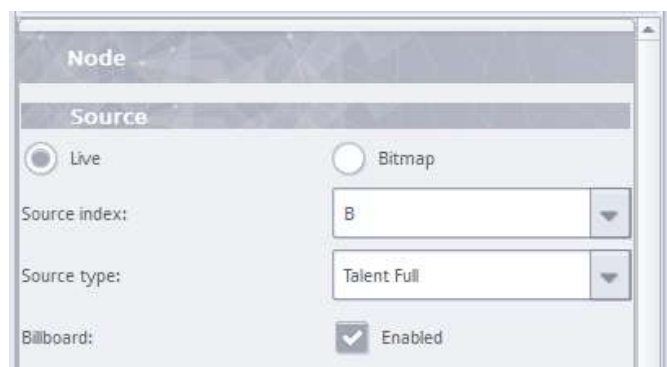 Node
Source
Live Bitmap
Source index: B
Source type: Talent Full
Billboard: Enabled